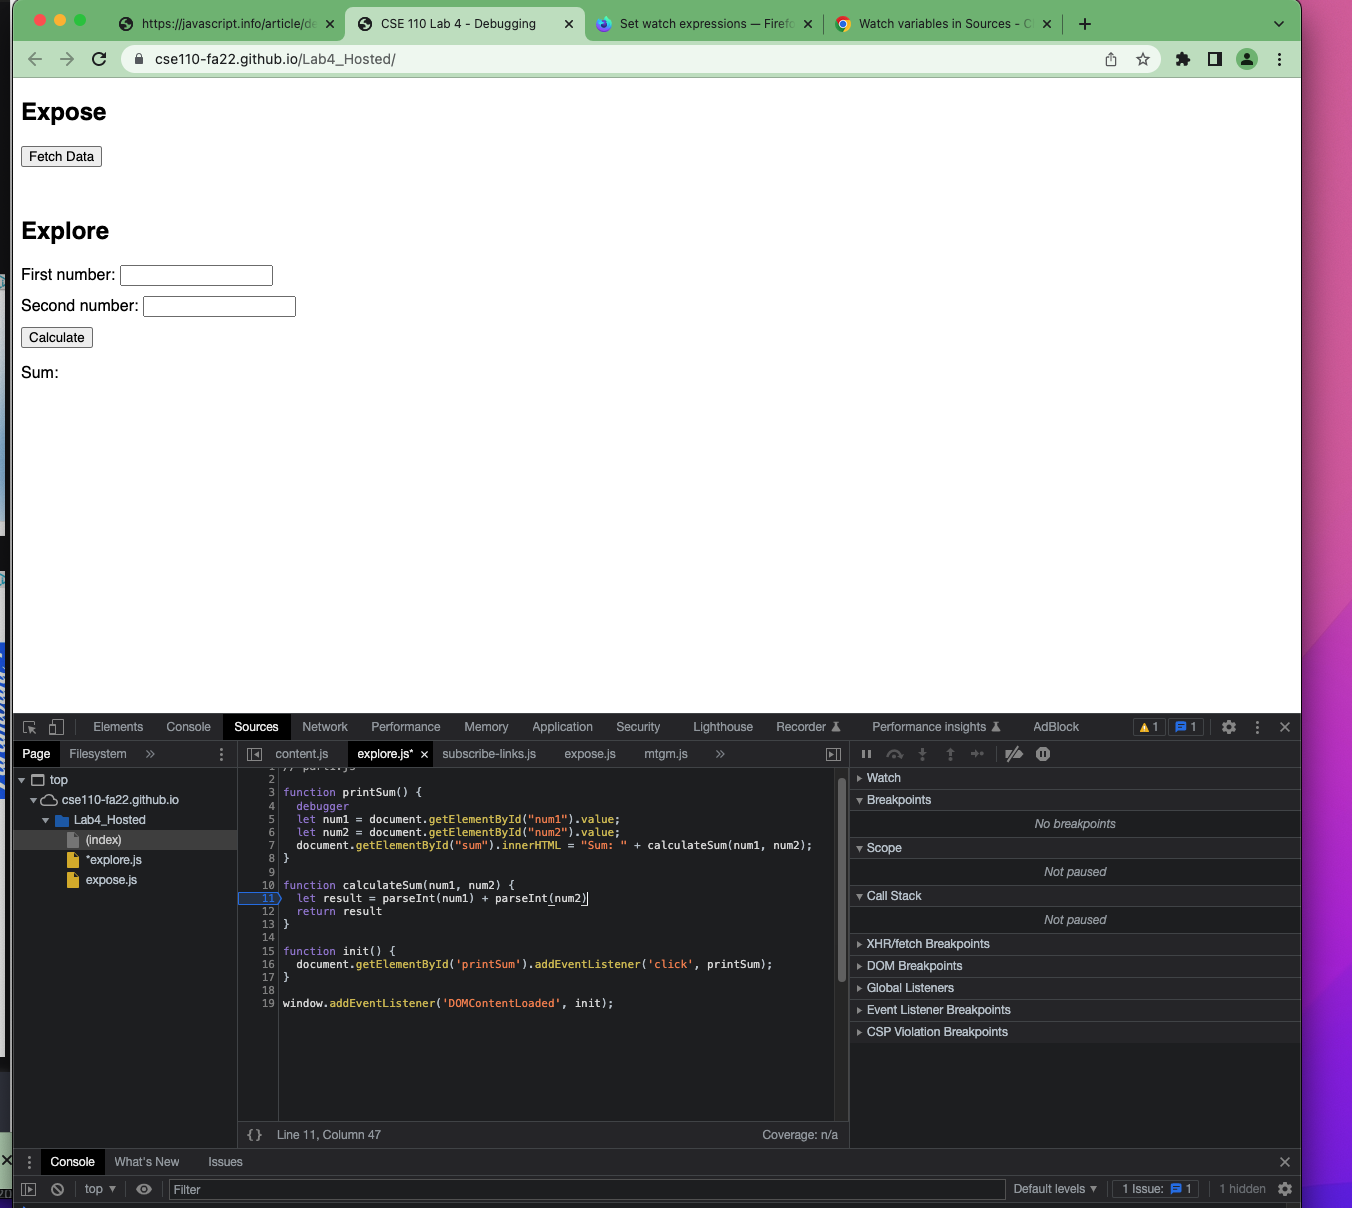 https://javascript.info/article/de
CSE 110 Lab 4 - Debugging
Set watch expressions — Firefo
Watch variables in Sources - C
cse110-fa22.github.io/Lab4_Hosted/
Expose
Fetch Data
Explore
First number:
Second number:
Calculate
Sum:
Elements Console Sources Network Performance Memory Application Security Lighthouse Recorder Performance insights AdBlock 1 1
Page Filesystem »
content.js explore.js* subscribe-links.js expose.js mtgm.js »
top
cse110-fa22.github.io
Lab4_Hosted
(index)
*explore.js
expose.js
2
3 function printSum() {
4 debugger
5 let num1 = document.getElementById("num1").value;
6 let num2 = document.getElementById("num2").value;
7 document.getElementById("sum").innerHTML = "Sum: " + calculateSum(num1, num2);
8 }
9
10 function calculateSum(num1, num2) {
11 let result = parseInt(num1) + parseInt(num2)
12 return result
13 }
14
15 function init() {
16 document.getElementById('printSum').addEventListener('click', printSum);
17 }
18
19 window.addEventListener('DOMContentLoaded', init);
{} Line 11, Column 47 Coverage: n/a
Watch
Breakpoints
No breakpoints
Scope
Not paused
Call Stack
Not paused
XHR/fetch Breakpoints
DOM Breakpoints
Global Listeners
Event Listener Breakpoints
CSP Violation Breakpoints
Console What's New Issues
top Filter Default levels 1 Issue: 1 1 hidden